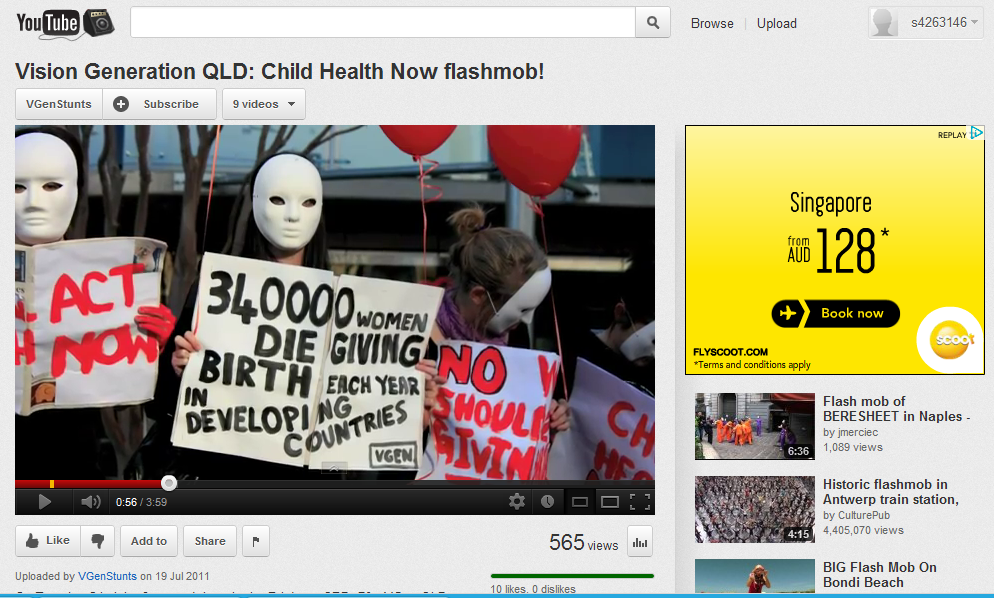 YouTube
Browse
Upload
s4263146
Vision Generation QLD: Child Health Now flashmob!
VGenStunts
Subscribe
9 videos
ACT
NOW
340000 WOMEN
DIE GIVING
BIRTH EACH YEAR
IN
DEVELOPING
COUNTRIES
VGEN
NO
SHOULD
GIVIN
CH
HE
0:56 / 3:59
Like
Add to
Share
565 views
Uploaded by VGenStunts on 19 Jul 2011
10 likes, 0 dislikes
REPLAY
Singapore
from
AUD 128*
Book now
scoot
FLYSCOOT.COM
*Terms and conditions apply
Flash mob of
BERESHEET in Naples -
by jmerciec
1,089 views
6:36
Historic flashmob in
Antwerp train station,
by CulturePub
4,405,070 views
4:15
BIG Flash Mob On
Bondi Beach